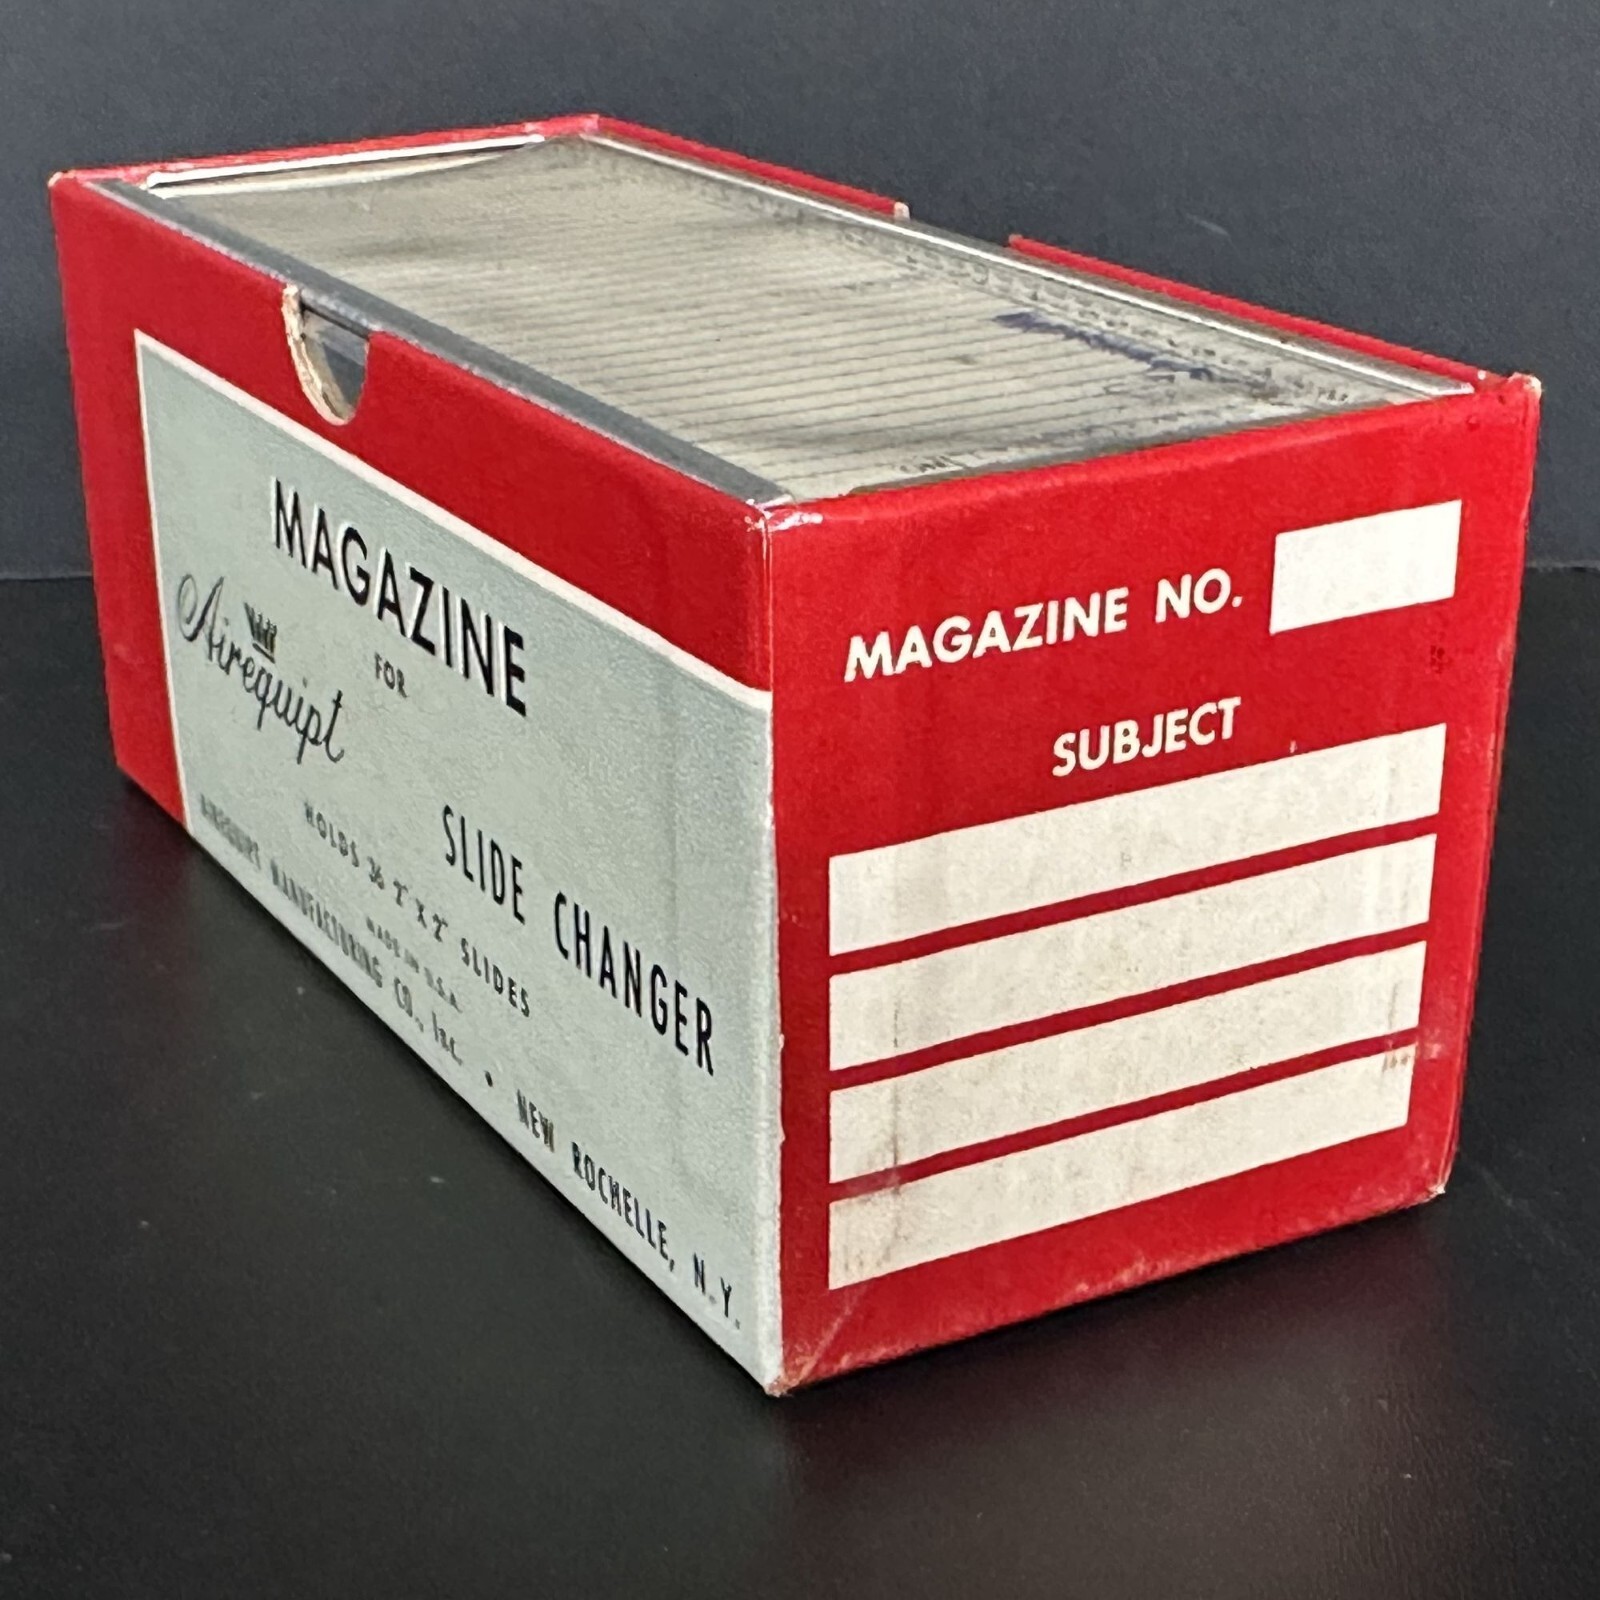 MAGAZINE
FOR
Airequipt
SLIDE CHANGER
HOLDS 36 2" X 2" SLIDES
MADE IN U.S.A.
AIREQUIPT MANUFACTURING CO., Inc. • NEW ROCHELLE, N.Y.
MAGAZINE NO.
SUBJECT